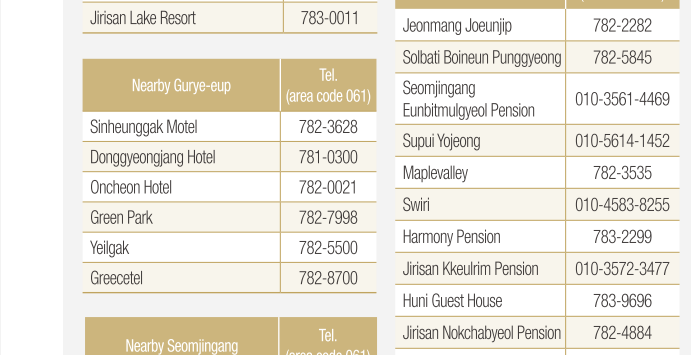 Jirisan Lake Resort 783-0011
Nearby Gurye-eup Tel.
(area code 061)
Sinheunggak Motel 782-3628
Donggyeongjang Hotel 781-0300
Oncheon Hotel 782-0021
Green Park 782-7998
Yeilgak 782-5500
Greecetel 782-8700
Nearby Seomjingang Tel.
(area code 061)
Jeonmang Joeunjip 782-2282
Solbati Boineun Punggyeong 782-5845
Seomjingang
Eunbitmulgyeol Pension 010-3561-4469
Supui Yojeong 010-5614-1452
Maplevalley 782-3535
Swiri 010-4583-8255
Harmony Pension 783-2299
Jirisan Kkeulrim Pension 010-3572-3477
Huni Guest House 783-9696
Jirisan Nokchabyeol Pension 782-4884